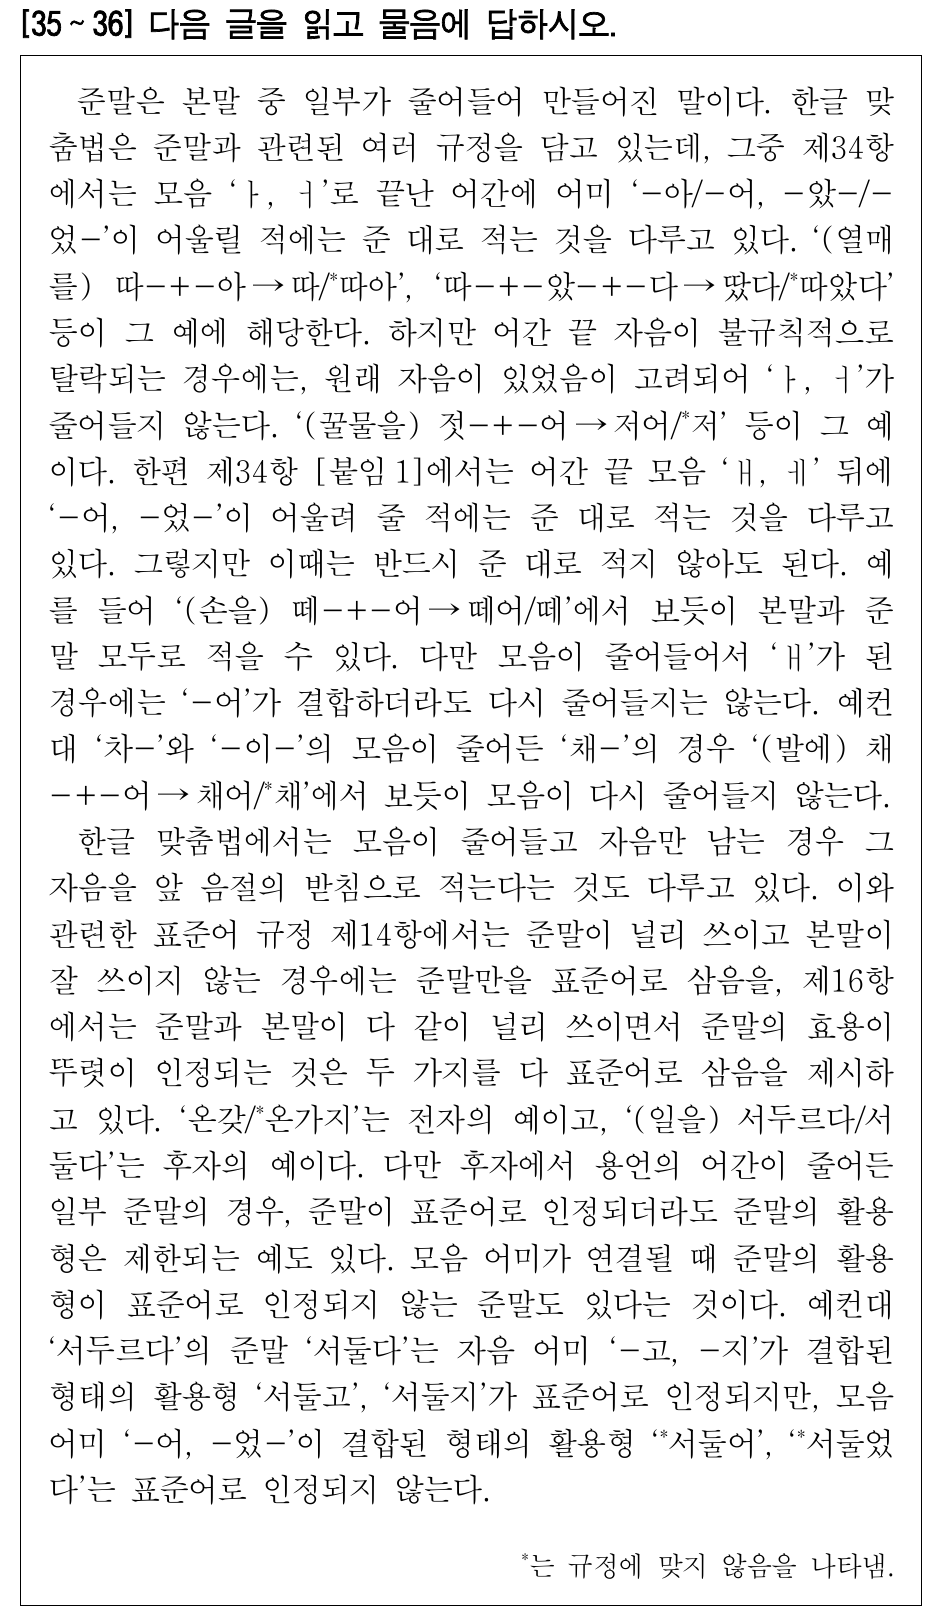 [35~36] 다음 글을 읽고 물음에 답하시오.
준말은 본말 중 일부가 줄어들어 만들어진 말이다. 한글 맞
춤법은 준말과 관련된 여러 규정을 담고 있는데, 그중 제34항
에서는 모음 ‘ㅏ, ㅓ’로 끝난 어간에 어미 ‘-아/-어, -았-/-
었-’이 어울릴 적에는 준 대로 적는 것을 다루고 있다. ‘(열매
를) 따-+-아→따/*따아’, ‘따-+-았-+-다→땄다/*따았다’
등이 그 예에 해당한다. 하지만 어간 끝 자음이 불규칙적으로
탈락되는 경우에는, 원래 자음이 있었음이 고려되어 ‘ㅏ, ㅓ’가
줄어들지 않는다. ‘(꿀물을) 젓-+-어→저어/*저’ 등이 그 예
이다. 한편 제34항 [붙임 1]에서는 어간 끝 모음 ‘ㅐ, ㅔ’ 뒤에
‘-어, -었-’이 어울려 줄 적에는 준 대로 적는 것을 다루고
있다. 그렇지만 이때는 반드시 준 대로 적지 않아도 된다. 예
를 들어 ‘(손을) 떼-+-어→떼어/떼’에서 보듯이 본말과 준
말 모두로 적을 수 있다. 다만 모음이 줄어들어서 ‘ㅐ’가 된
경우에는 ‘-어’가 결합하더라도 다시 줄어들지는 않는다. 예컨
대 ‘차-’와 ‘-이-’의 모음이 줄어든 ‘채-’의 경우 ‘(발에) 채
-+-어→채어/*채’에서 보듯이 모음이 다시 줄어들지 않는다.
한글 맞춤법에서는 모음이 줄어들고 자음만 남는 경우 그
자음을 앞 음절의 받침으로 적는다는 것도 다루고 있다. 이와
관련한 표준어 규정 제14항에서는 준말이 널리 쓰이고 본말이
잘 쓰이지 않는 경우에는 준말만을 표준어로 삼음을, 제16항
에서는 준말과 본말이 다 같이 널리 쓰이면서 준말의 효용이
뚜렷이 인정되는 것은 두 가지를 다 표준어로 삼음을 제시하
고 있다. ‘온갖/*온가지’는 전자의 예이고, ‘(일을) 서두르다/서
둘다’는 후자의 예이다. 다만 후자에서 용언의 어간이 줄어든
일부 준말의 경우, 준말이 표준어로 인정되더라도 준말의 활용
형은 제한되는 예도 있다. 모음 어미가 연결될 때 준말의 활용
형이 표준어로 인정되지 않는 준말도 있다는 것이다. 예컨대
‘서두르다’의 준말 ‘서둘다’는 자음 어미 ‘-고, -지’가 결합된
형태의 활용형 ‘서둘고’, ‘서둘지’가 표준어로 인정되지만, 모음
어미 ‘-어, -었-’이 결합된 형태의 활용형 ‘*서둘어’, ‘*서둘었
다’는 표준어로 인정되지 않는다.
*는 규정에 맞지 않음을 나타냄.